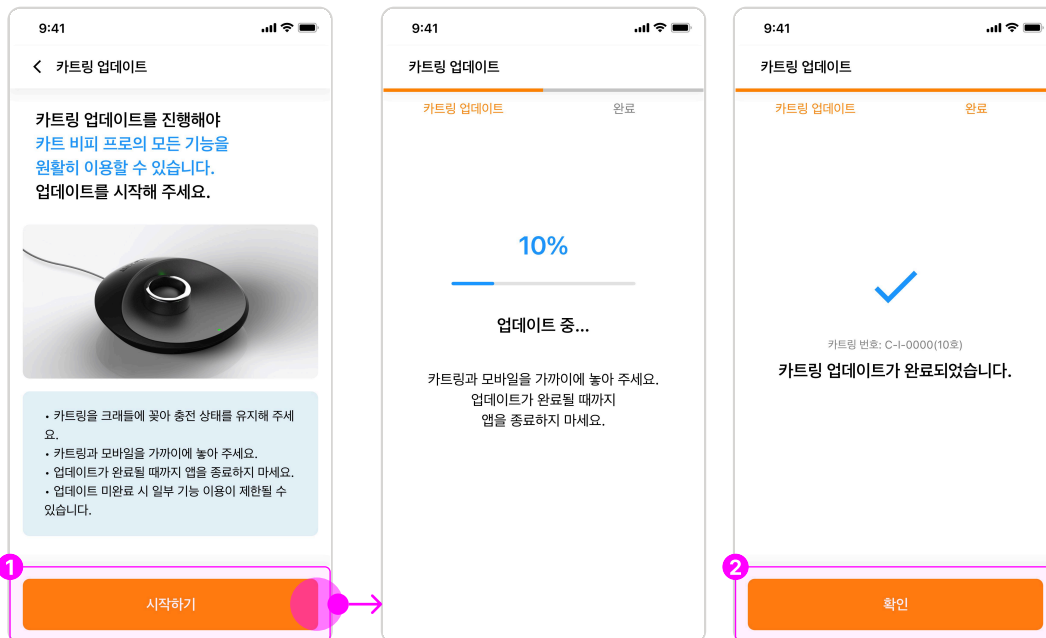 9:41
카트링 업데이트
카트링 업데이트를 진행해야
카트 비피 프로의 모든 기능을
원활히 이용할 수 있습니다.
업데이트를 시작해 주세요.
• 카트링을 크래들에 꽂아 충전 상태를 유지해 주세
요.
• 카트링과 모바일을 가까이에 놓아 주세요.
• 업데이트가 완료될 때까지 앱을 종료하지 마세요.
• 업데이트 미완료 시 일부 기능 이용이 제한될 수
있습니다.
1
시작하기
9:41
카트링 업데이트
카트링 업데이트
완료
10%
업데이트 중...
카트링과 모바일을 가까이에 놓아 주세요.
업데이트가 완료될 때까지
앱을 종료하지 마세요.
9:41
카트링 업데이트
카트링 업데이트
완료
카트링 번호: C-I-0000(10호)
카트링 업데이트가 완료되었습니다.
2
확인